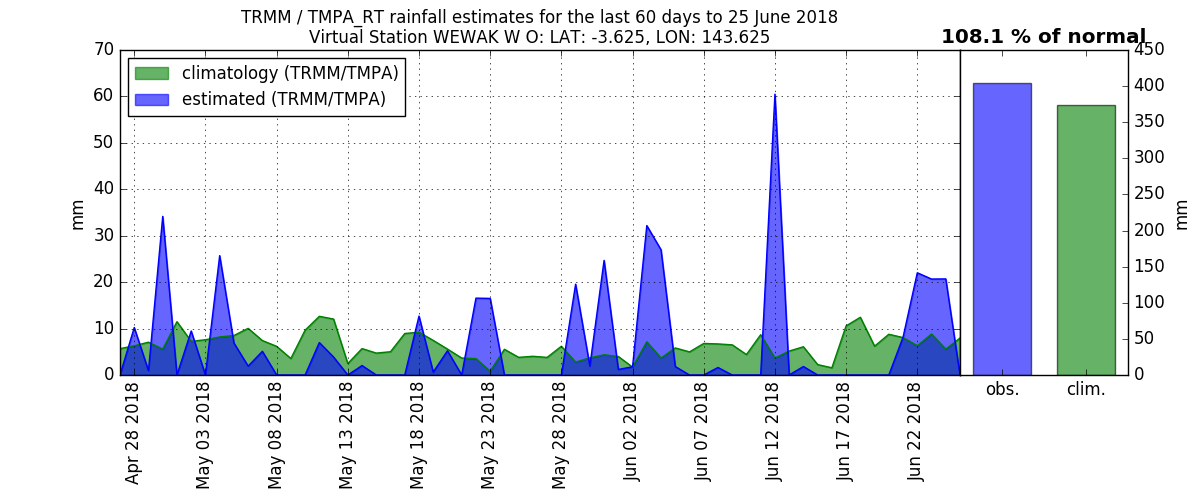 TRMM / TMPA_RT rainfall estimates for the last 60 days to 25 June 2018
Virtual Station WEWAK W O: LAT: -3.625, LON: 143.625
108.1 % of normal
climatology (TRMM/TMPA)
estimated (TRMM/TMPA)
mm
70
60
50
40
30
20
10
0
Apr 28 2018
May 03 2018
May 08 2018
May 13 2018
May 18 2018
May 23 2018
May 28 2018
Jun 02 2018
Jun 07 2018
Jun 12 2018
Jun 17 2018
Jun 22 2018
450
400
350
300
250
200
150
100
50
0
mm
obs.
clim.